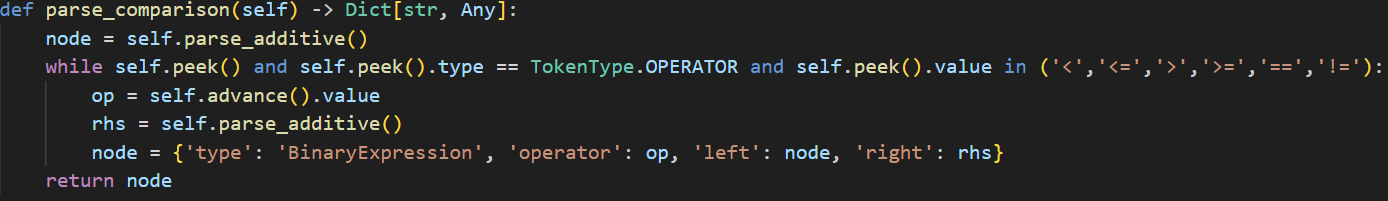 def parse_comparison(self) -> Dict[str, Any]:
    node = self.parse_additive()
    while self.peek() and self.peek().type == TokenType.OPERATOR and self.peek().value in ('<','<=','>','>=','==','!='):
        op = self.advance().value
        rhs = self.parse_additive()
        node = {'type': 'BinaryExpression', 'operator': op, 'left': node, 'right': rhs}
    return node